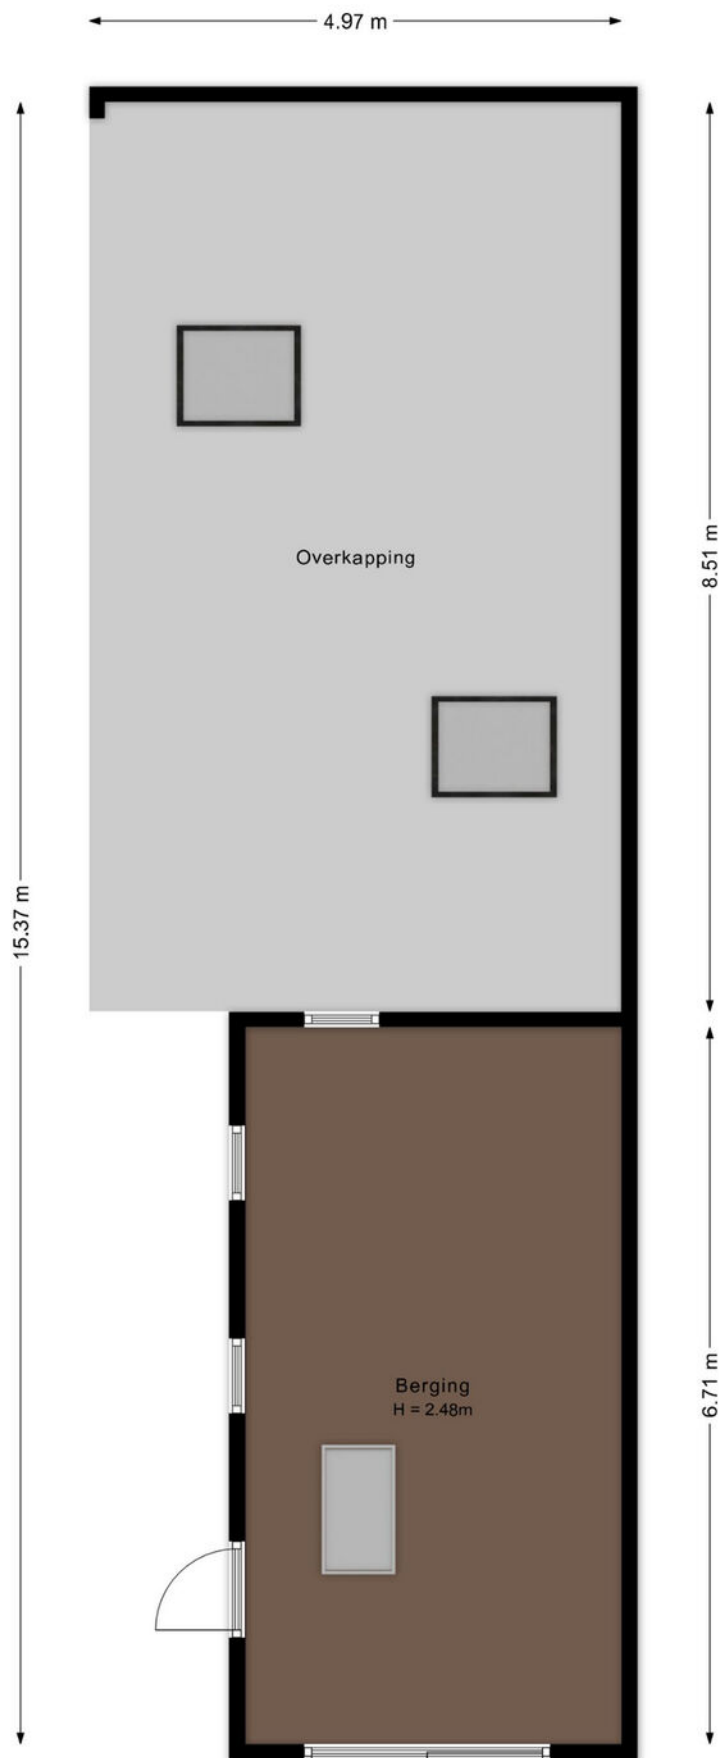 4.97 m
8.51 m
Overkapping
15.37 m
6.71 m
Berging
H = 2.48m